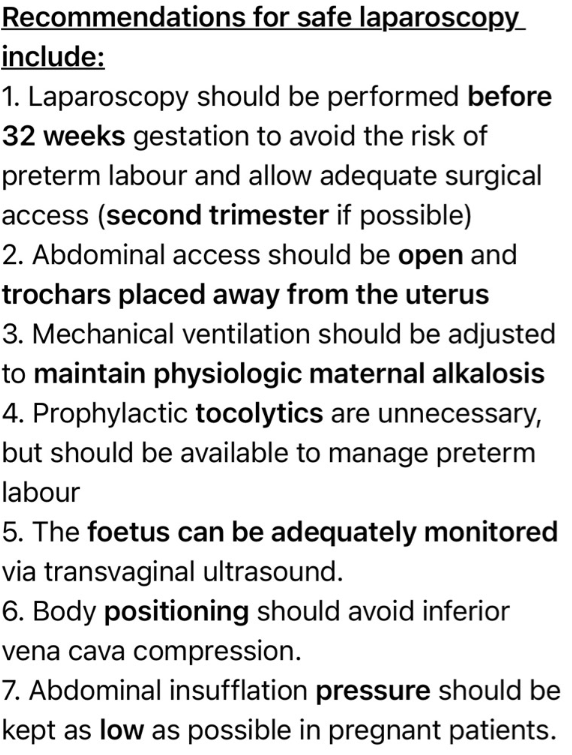 Recommendations for safe laparoscopy
include:
1. Laparoscopy should be performed before
32 weeks gestation to avoid the risk of
preterm labour and allow adequate surgical
access (second trimester if possible)
2. Abdominal access should be open and
trochars placed away from the uterus
3. Mechanical ventilation should be adjusted
to maintain physiologic maternal alkalosis
4. Prophylactic tocolytics are unnecessary,
but should be available to manage preterm
labour
5. The foetus can be adequately monitored
via transvaginal ultrasound.
6. Body positioning should avoid inferior
vena cava compression.
7. Abdominal insufflation pressure should be
kept as low as possible in pregnant patients.